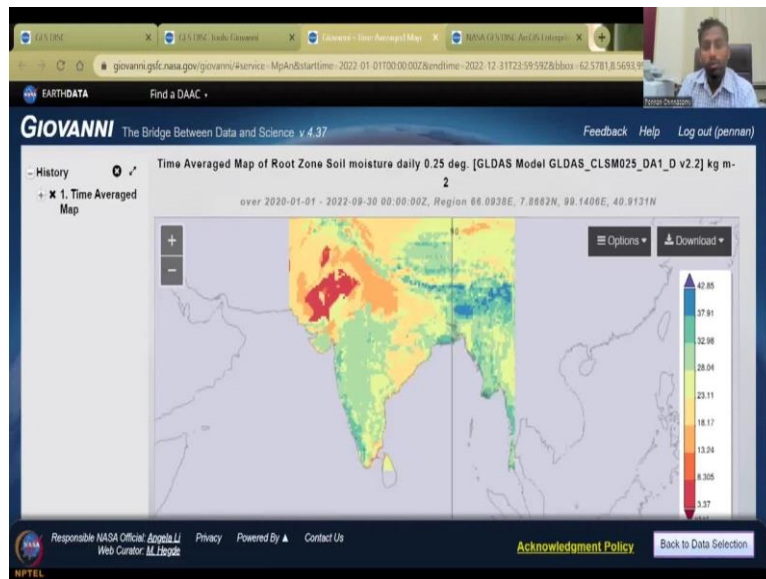 GES DISC
GES DISC Tools: Giovanni
Giovanni - Time Averaged Map
NASA GES DISC ArcGIS Enterpris
giovanni.gsfc.nasa.gov/giovanni/#service=MpAn&starttime=2022-01-01T00:00:00Z&endtime=2022-12-31T23:59:59Z&bbox=62.5781,8.5693,9
Pennan Chinnasamy
EARTHDATA
Find a DAAC
GIOVANNI The Bridge Between Data and Science v 4.37
Feedback Help Log out (pennan)
History
1. Time Averaged
Map
Time Averaged Map of Root Zone Soil moisture daily 0.25 deg. [GLDAS Model GLDAS_CLSM025_DA1_D v2.2] kg m-
2
over 2020-01-01 - 2022-09-30 00:00:00Z, Region 66.0938E, 7.8662N, 99.1406E, 40.9131N
+
-
Options
Download
42.85
37.91
32.98
28.04
23.11
18.17
13.24
8.305
3.37
Responsible NASA Official: Angela Li
Web Curator: M. Hegde
Privacy
Powered By
Contact Us
Acknowledgment Policy
Back to Data Selection
NASA
NPTEL